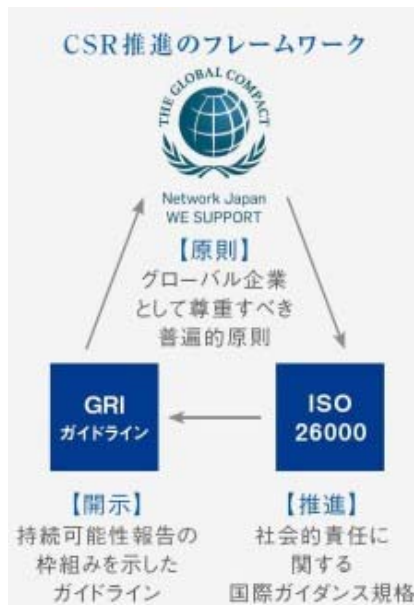 CSR推進のフレームワーク
THE GLOBAL COMPACT
Network Japan
WE SUPPORT
【原則】
グローバル企業
として尊重すべき
普遍的原則
GRI
ガイドライン
ISO
26000
【開示】
持続可能性報告の
枠組みを示した
ガイドライン
【推進】
社会的責任に
関する
国際ガイダンス規格